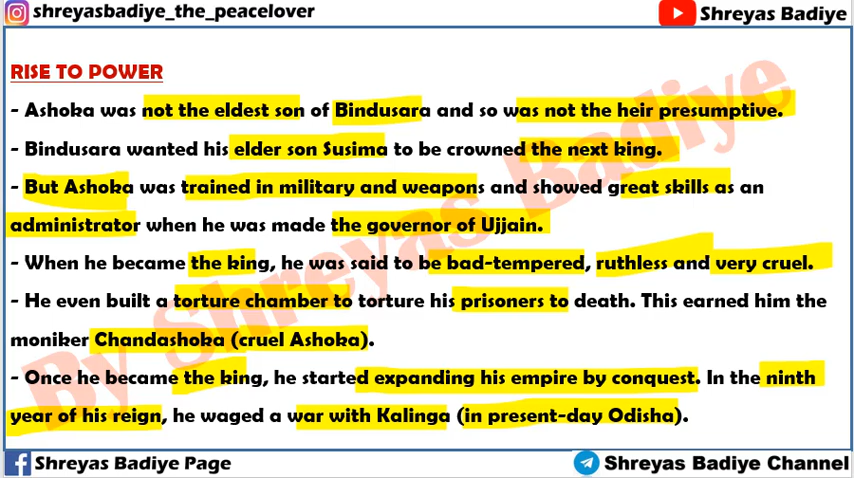 shreyasbadiye_the_peacelover
Shreyas Badiye
RISE TO POWER
- Ashoka was not the eldest son of Bindusara and so was not the heir presumptive.
- Bindusara wanted his elder son Susima to be crowned the next king.
- But Ashoka was trained in military and weapons and showed great skills as an
administrator when he was made the governor of Ujjain.
- When he became the king, he was said to be bad-tempered, ruthless and very cruel.
- He even built a torture chamber to torture his prisoners to death. This earned him the
moniker Chandashoka (cruel Ashoka).
- Once he became the king, he started expanding his empire by conquest. In the ninth
year of his reign, he waged a war with Kalinga (in present-day Odisha).
By Shreyas Badiye
Shreyas Badiye Page
Shreyas Badiye Channel